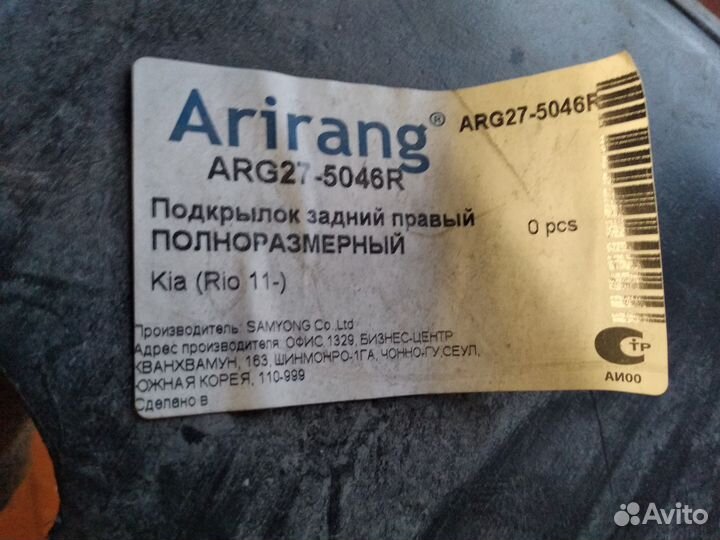 Arirang®
ARG27-5046R
ARG27-5046R
Подкрылок задний правый
ПОЛНОРАЗМЕРНЫЙ
0 pcs
Kia (Rio 11-)
Производитель: SAMYONG Co.,Ltd
Адрес производителя: ОФИС 1329, БИЗНЕС-ЦЕНТР
КВАНХВАМУН, 163, ШИНМОНРО-1ГА, ЧОННО-ГУ,СЕУЛ,
ЮЖНАЯ КОРЕЯ, 110-999
Сделано в
СТР
АИ00
Avito